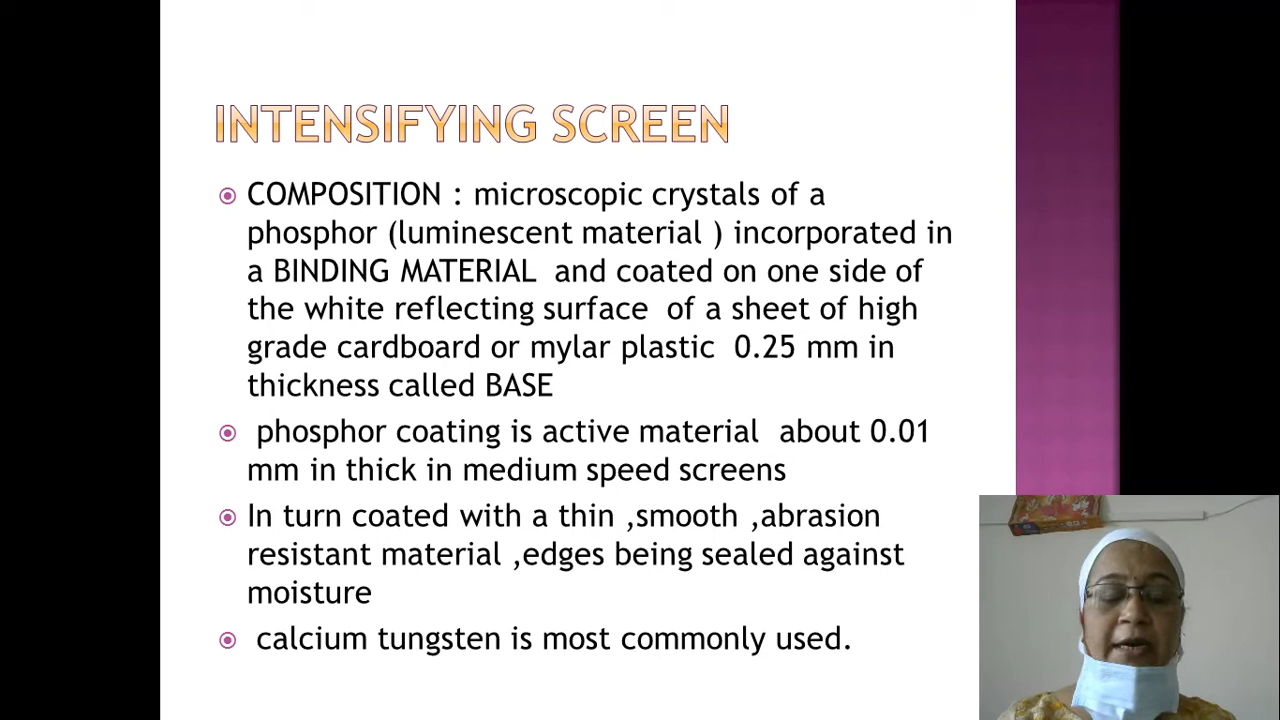 INTENSIFYING SCREEN
COMPOSITION : microscopic crystals of a
phosphor (luminescent material ) incorporated in
a BINDING MATERIAL and coated on one side of
the white reflecting surface of a sheet of high
grade cardboard or mylar plastic 0.25 mm in
thickness called BASE
phosphor coating is active material about 0.01
mm in thick in medium speed screens
In turn coated with a thin ,smooth ,abrasion
resistant material ,edges being sealed against
moisture
calcium tungsten is most commonly used.